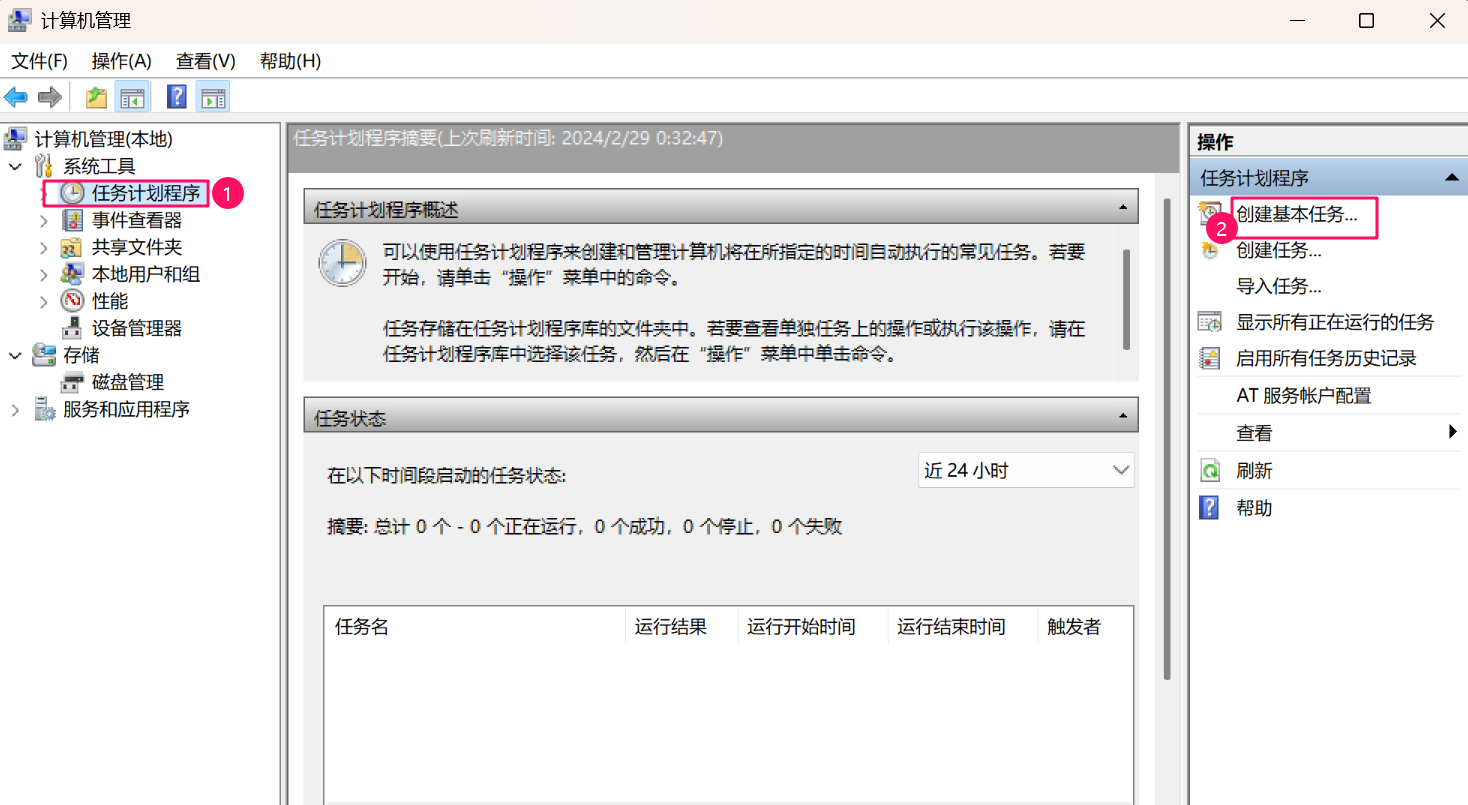 计算机管理
文件(F) 操作(A) 查看(V) 帮助(H)
计算机管理(本地)
系统工具
任务计划程序
1
事件查看器
共享文件夹
本地用户和组
性能
设备管理器
存储
磁盘管理
服务和应用程序
任务计划程序摘要(上次刷新时间: 2024/2/29 0:32:47)
任务计划程序概述
可以使用任务计划程序来创建和管理计算机将在所指定的时间自动执行的常见任务。若要
开始，请单击“操作”菜单中的命令。
任务存储在任务计划程序库的文件夹中。若要查看单独任务上的操作或执行该操作，请在
任务计划程序库中选择该任务，然后在“操作”菜单中单击命令。
任务状态
在以下时间段启动的任务状态:
近 24 小时
摘要: 总计 0 个 - 0 个正在运行，0 个成功，0 个停止，0 个失败
任务名 运行结果 运行开始时间 运行结束时间 触发者
操作
任务计划程序
创建基本任务...
2
创建任务...
导入任务...
显示所有正在运行的任务
启用所有任务历史记录
AT 服务帐户配置
查看
刷新
帮助